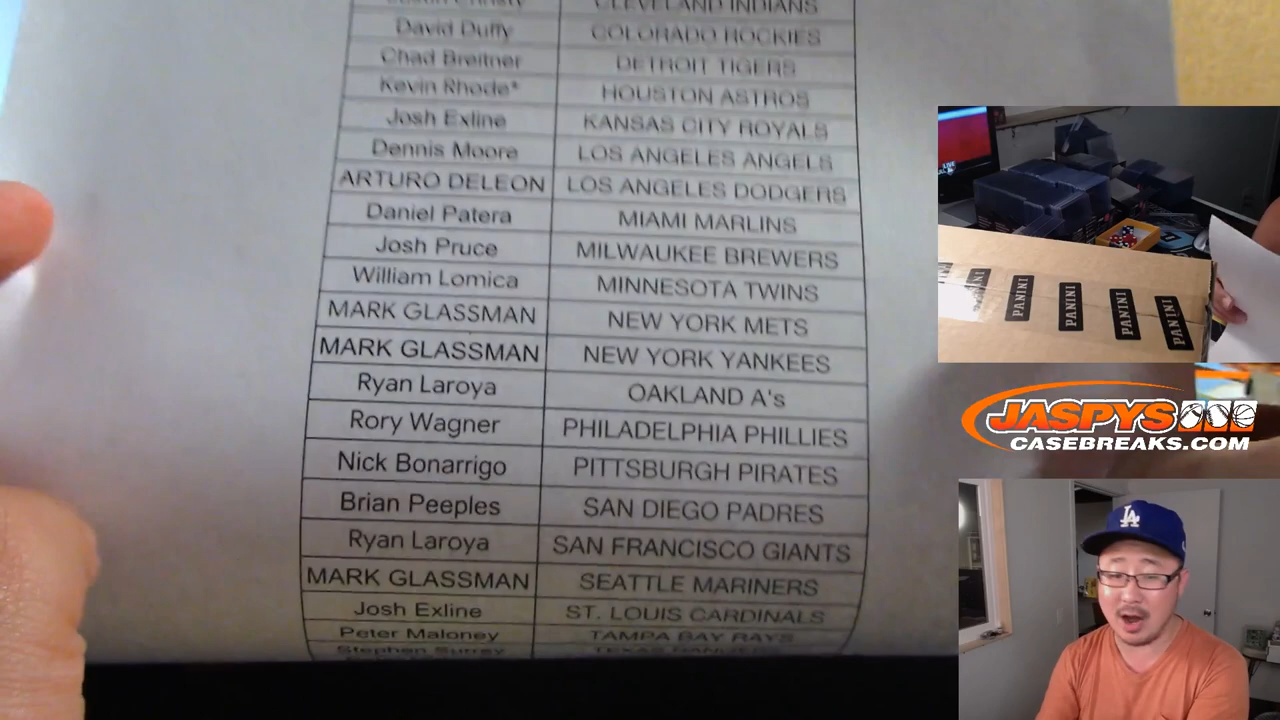 CLEVELAND INDIANS
David Duffy COLORADO ROCKIES
Chad Breitner DETROIT TIGERS
Kevin Rhode* HOUSTON ASTROS
Josh Exline KANSAS CITY ROYALS
Dennis Moore LOS ANGELES ANGELS
ARTURO DELEON LOS ANGELES DODGERS
Daniel Patera MIAMI MARLINS
Josh Pruce MILWAUKEE BREWERS
William Lomica MINNESOTA TWINS
MARK GLASSMAN NEW YORK METS
MARK GLASSMAN NEW YORK YANKEES
Ryan Laroya OAKLAND A's
Rory Wagner PHILADELPHIA PHILLIES
Nick Bonarrigo PITTSBURGH PIRATES
Brian Peeples SAN DIEGO PADRES
Ryan Laroya SAN FRANCISCO GIANTS
MARK GLASSMAN SEATTLE MARINERS
Josh Exline ST. LOUIS CARDINALS
Peter Maloney TAMPA BAY RAYS
LIVE
PANINI
PANINI
PANINI
PANINI
JASPYS
CASEBREAKS.COM
LA